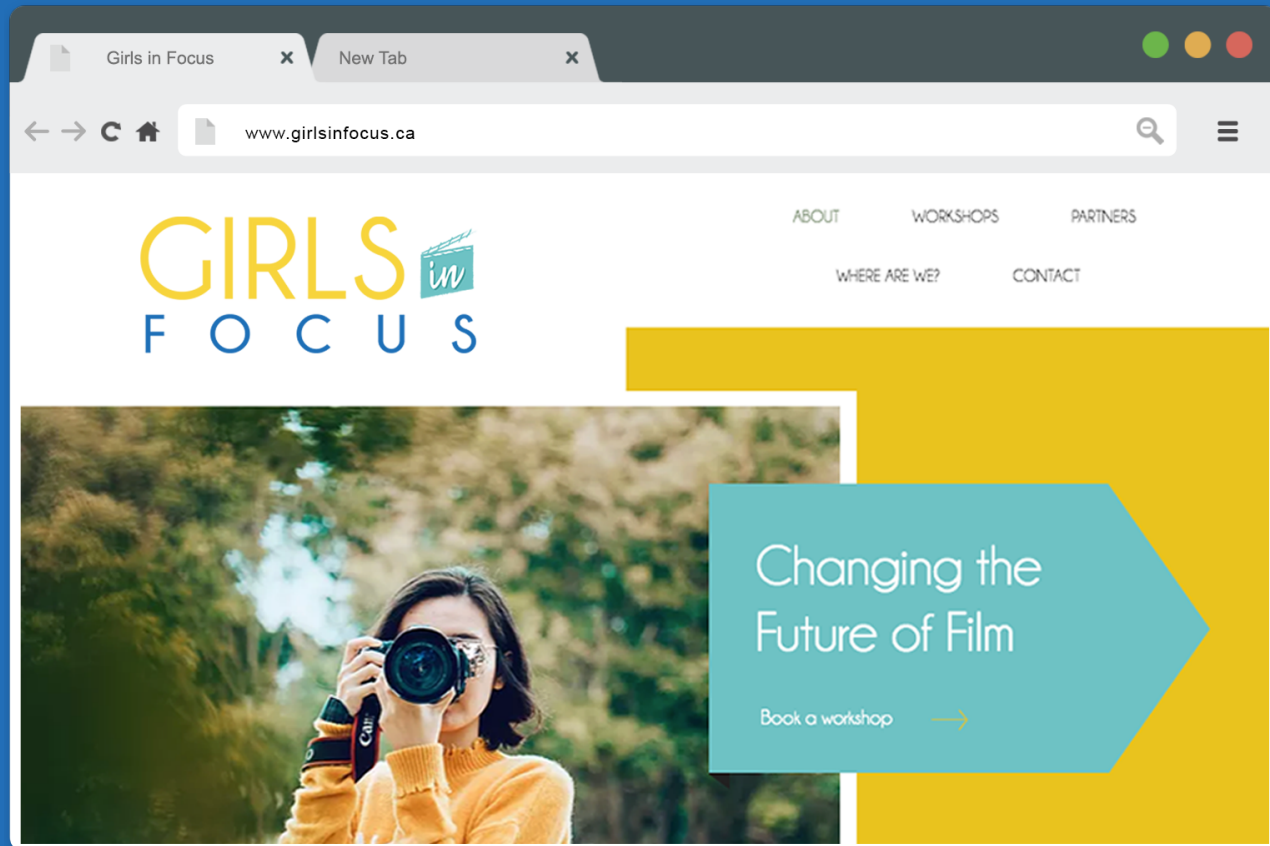 Girls in Focus
New Tab
www.girlsinfocus.ca
GIRLS in
FOCUS
ABOUT WORKSHOPS PARTNERS
WHERE ARE WE? CONTACT
Changing the
Future of Film
Book a workshop